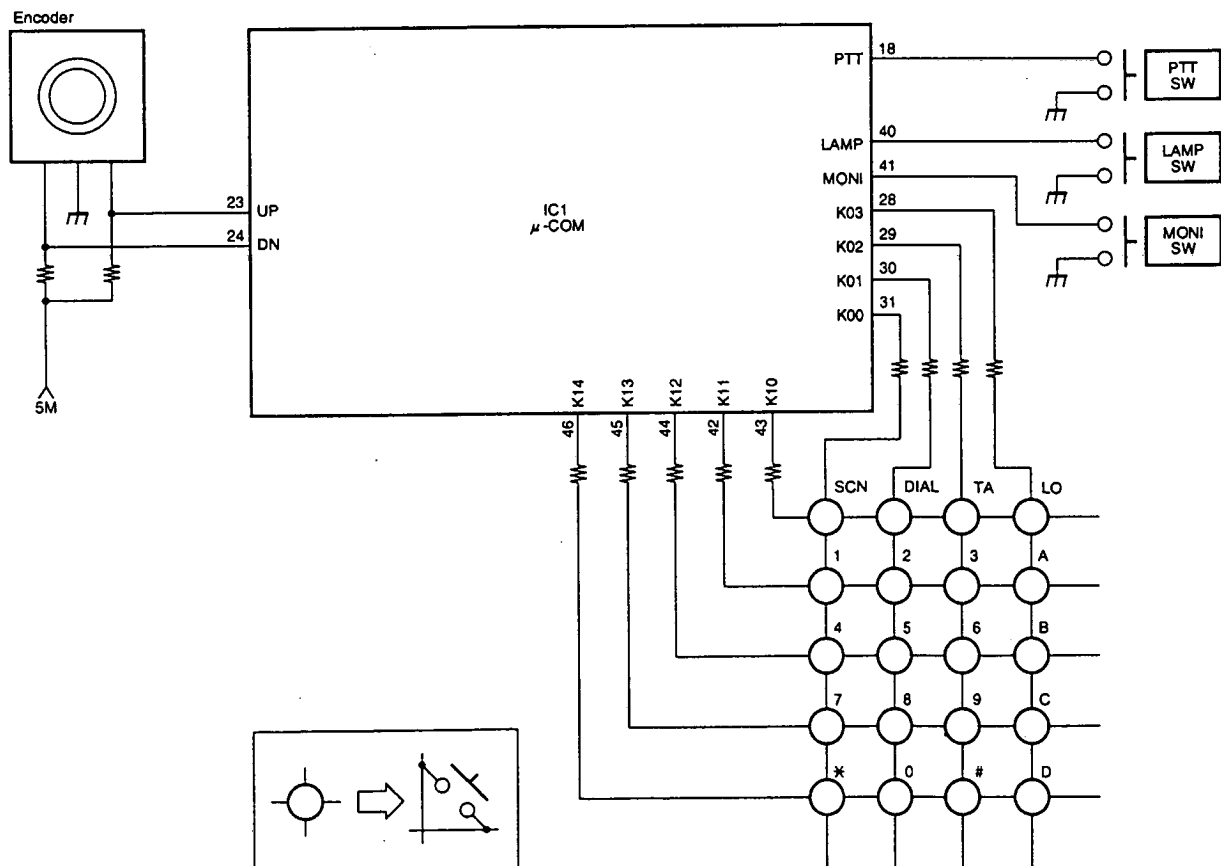 Encoder
23
UP
24
DN
5M
IC1
μ-COM
PTT
18
LAMP
40
MONI
41
K03
28
K02
29
K01
30
K00
31
K14
K13
K12
K11
K10
46
45
44
42
43
PTT
SW
LAMP
SW
MONI
SW
SCN
DIAL
TA
LO
1
2
3
A
4
5
6
B
7
8
9
C
*
0
#
D